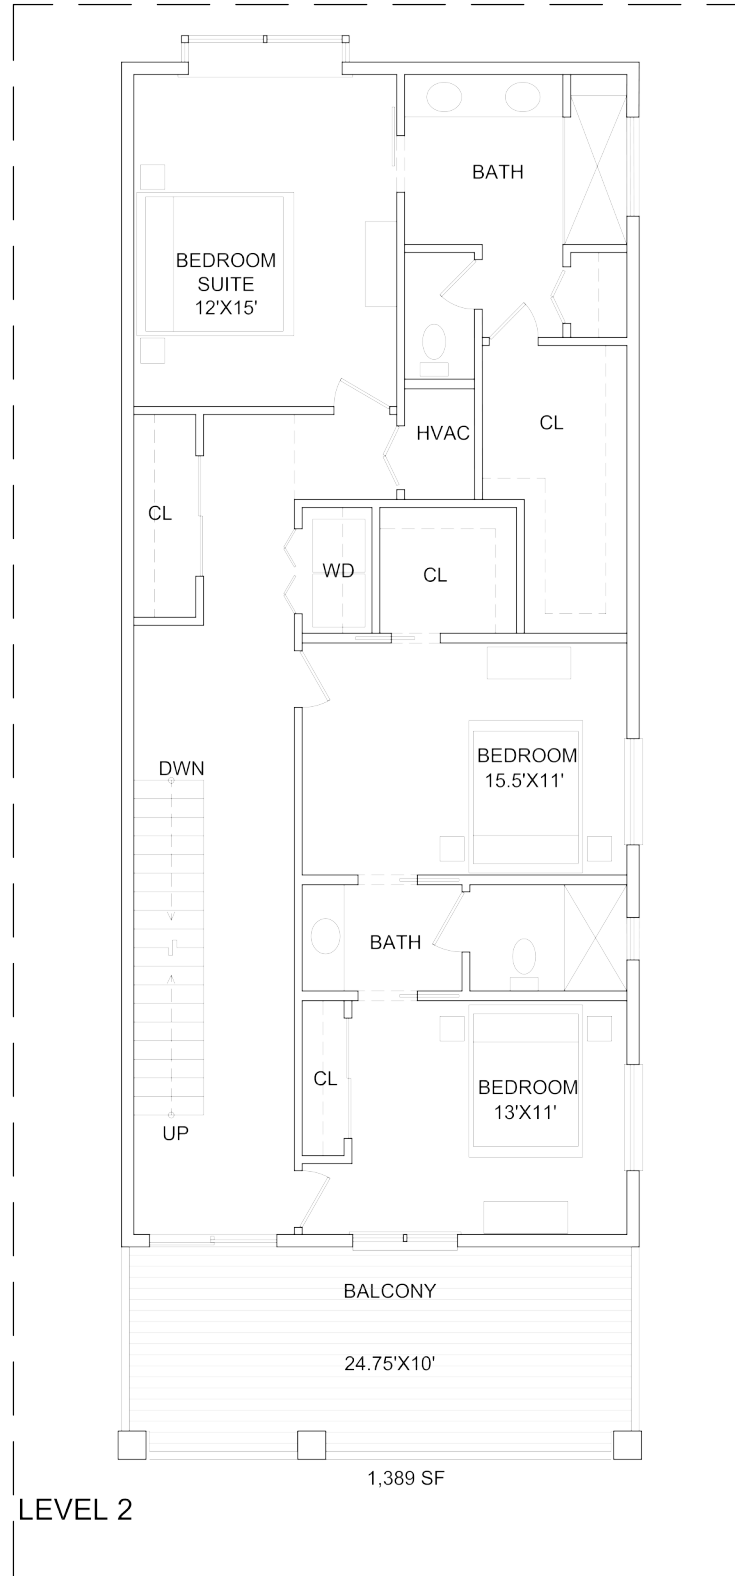 BATH
BEDROOM
SUITE
12'X15'
CL
HVAC
CL
WD
CL
BEDROOM
15.5'X11'
DWN
BATH
CL
BEDROOM
13'X11'
UP
BALCONY
24.75'X10'
1,389 SF
LEVEL 2